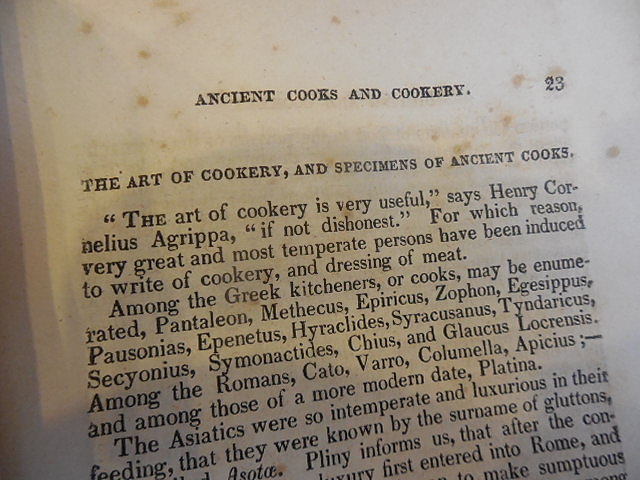 ANCIENT COOKS AND COOKERY. 23
THE ART OF COOKERY, AND SPECIMENS OF ANCIENT COOKS.
“ THE art of cookery is very useful,” says Henry Cor-
nelius Agrippa, “ if not dishonest.” For which reason,
very great and most temperate persons have been induced
to write of cookery, and dressing of meat.
Among the Greek kitcheners, or cooks, may be enume-
rated, Pantaleon, Methecus, Epiricus, Zophon, Egesippus,
Pausonias, Epenetus, Hyraclides, Syracusanus, Tyndaricus,
Secyonius, Symonactides, Chius, and Glaucus Locrensis.
Among the Romans, Cato, Varro, Columella, Apicius ;—
and among those of a more modern date, Platina.
The Asiatics were so intemperate and luxurious in their
feeding, that they were known by the surname of gluttons,
Asotæ. Pliny informs us, that after the con-
luxury first entered into Rome, and
to make sumptuous
among